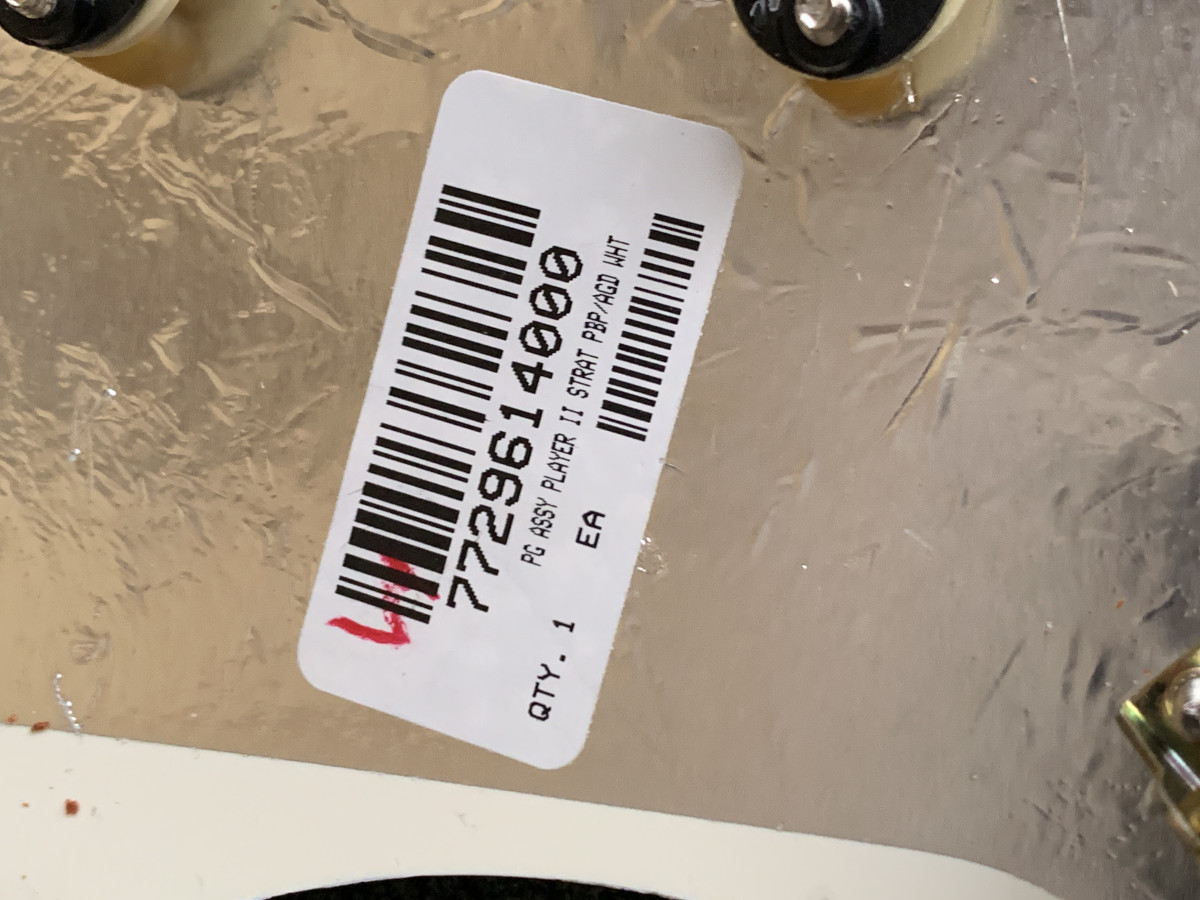 7729614000
PG ASSY PLAYER II STRAT PBP/AGD WHT
QTY. 1 EA